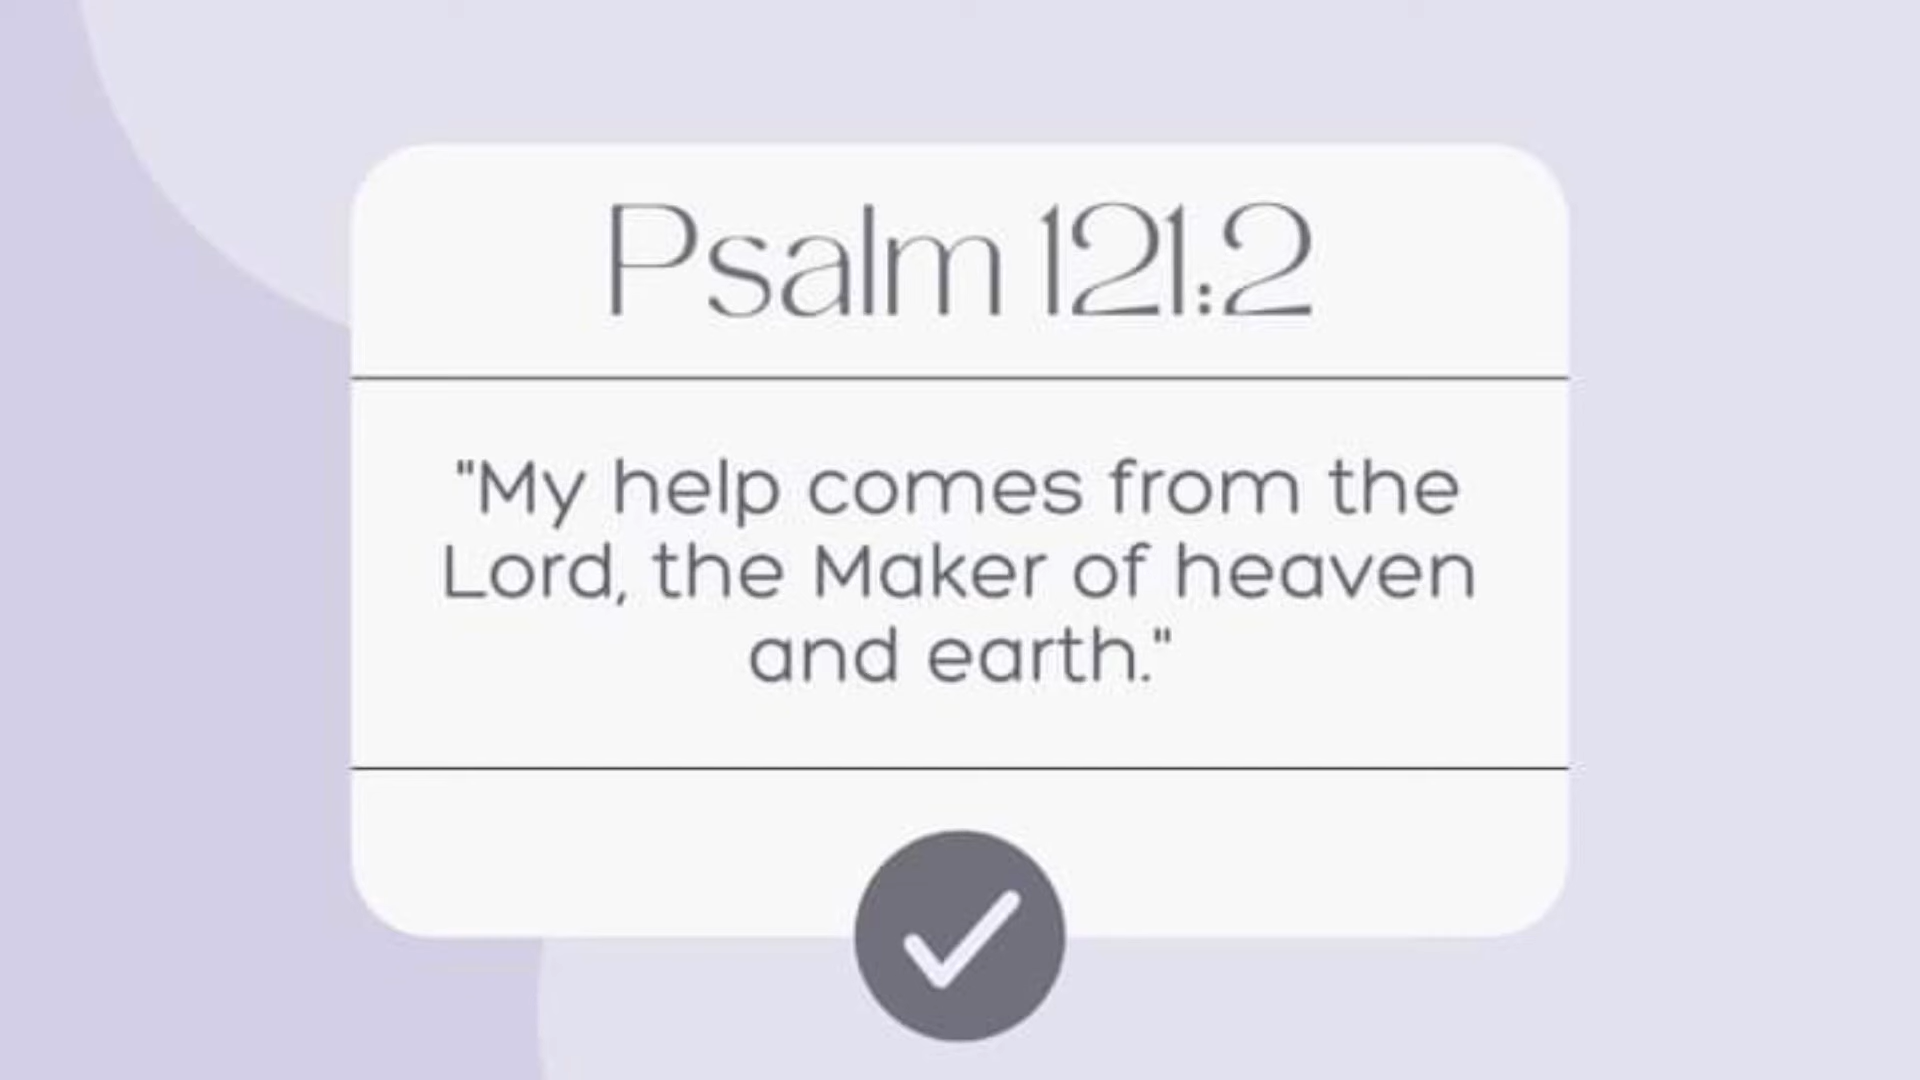 Psalm 121:2
"My help comes from the
Lord, the Maker of heaven
and earth."